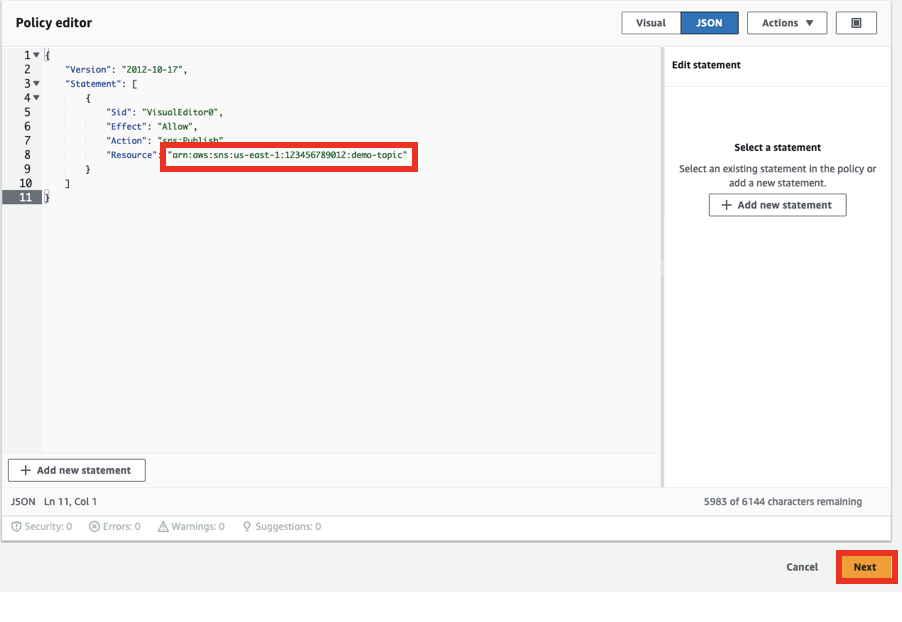 Policy editor
Visual JSON Actions ▼
1 {
2 "Version": "2012-10-17",
3 "Statement": [
4 {
5 "Sid": "VisualEditor0",
6 "Effect": "Allow",
7 "Action": "sns:Publish"
8 "Resource": "arn:aws:sns:us-east-1:123456789012:demo-topic"
9 }
10 ]
11 }
Edit statement
Select a statement
Select an existing statement in the policy or
add a new statement.
+ Add new statement
+ Add new statement
JSON Ln 11, Col 1
5983 of 6144 characters remaining
Security: 0 Errors: 0 Warnings: 0 Suggestions: 0
Cancel Next